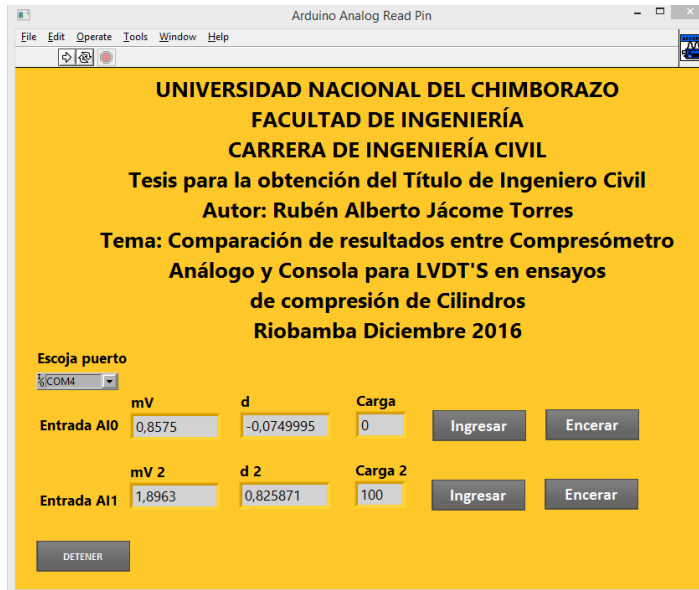 Arduino Analog Read Pin
File Edit Operate Tools Window Help
UNIVERSIDAD NACIONAL DEL CHIMBORAZO
FACULTAD DE INGENIERÍA
CARRERA DE INGENIERÍA CIVIL
Tesis para la obtención del Título de Ingeniero Civil
Autor: Rubén Alberto Jácome Torres
Tema: Comparación de resultados entre Compresómetro
Análogo y Consola para LVDT'S en ensayos
de compresión de Cilindros
Riobamba Diciembre 2016
Escoja puerto
COM4
mV d Carga
Entrada AI0 0,8575 -0,0749995 0 Ingresar Encerar
mV 2 d 2 Carga 2
Entrada AI1 1,8963 0,825871 100 Ingresar Encerar
DETENER